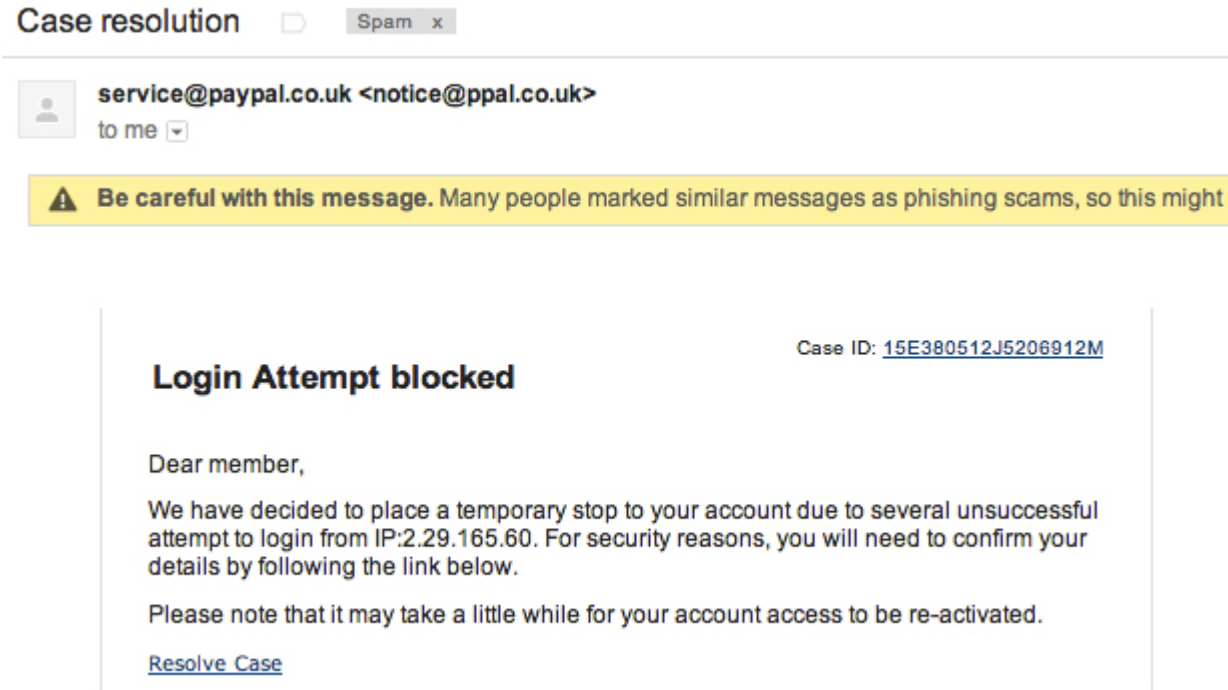 Case resolution Spam x
service@paypal.co.uk <notice@ppal.co.uk>
to me
Be careful with this message. Many people marked similar messages as phishing scams, so this might
Case ID: 15E380512J5206912M
Login Attempt blocked
Dear member,
We have decided to place a temporary stop to your account due to several unsuccessful
attempt to login from IP:2.29.165.60. For security reasons, you will need to confirm your
details by following the link below.
Please note that it may take a little while for your account access to be re-activated.
Resolve Case